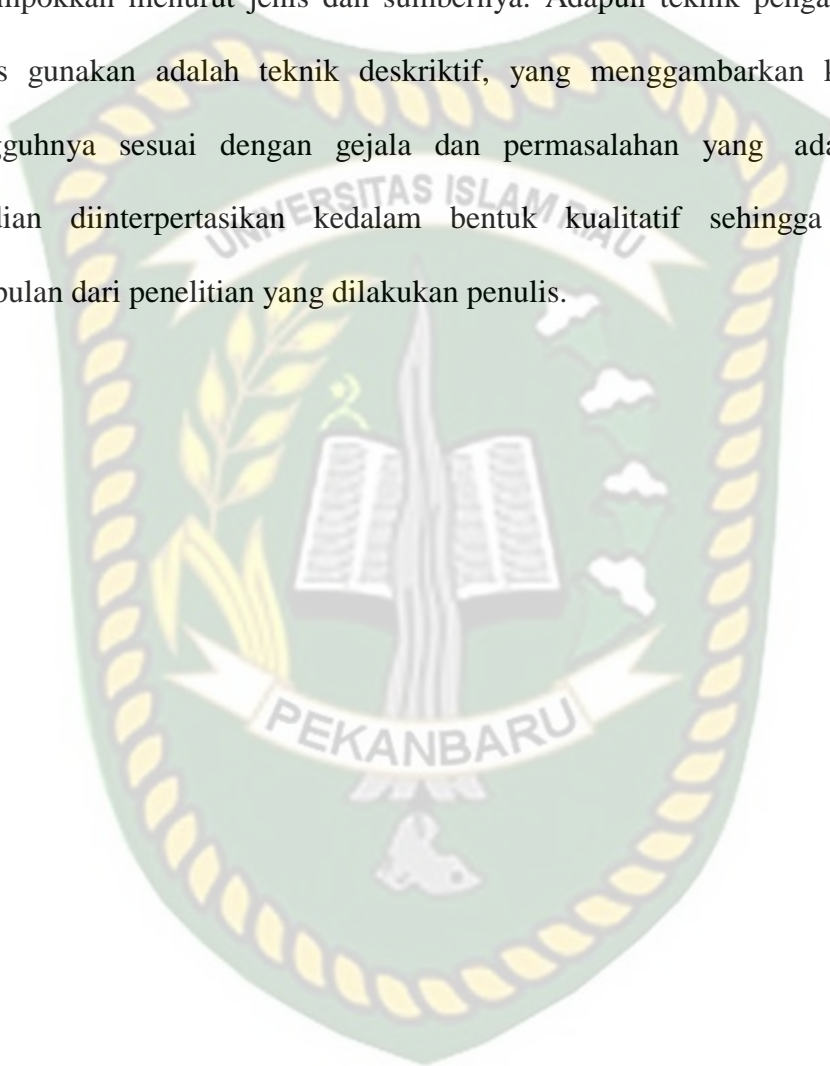 mpokkan menurut jenis dan sumbernya. Adapun teknik penga
s gunakan adalah teknik deskriktif, yang menggambarkan
gguhnya sesuai dengan gejala dan permasalahan yang ada
UNIVERSITAS ISLAM RIAU
dian diinterpertasikan kedalam bentuk kualitatif sehingga
pulan dari penelitian yang dilakukan penulis.
PEKANBARU